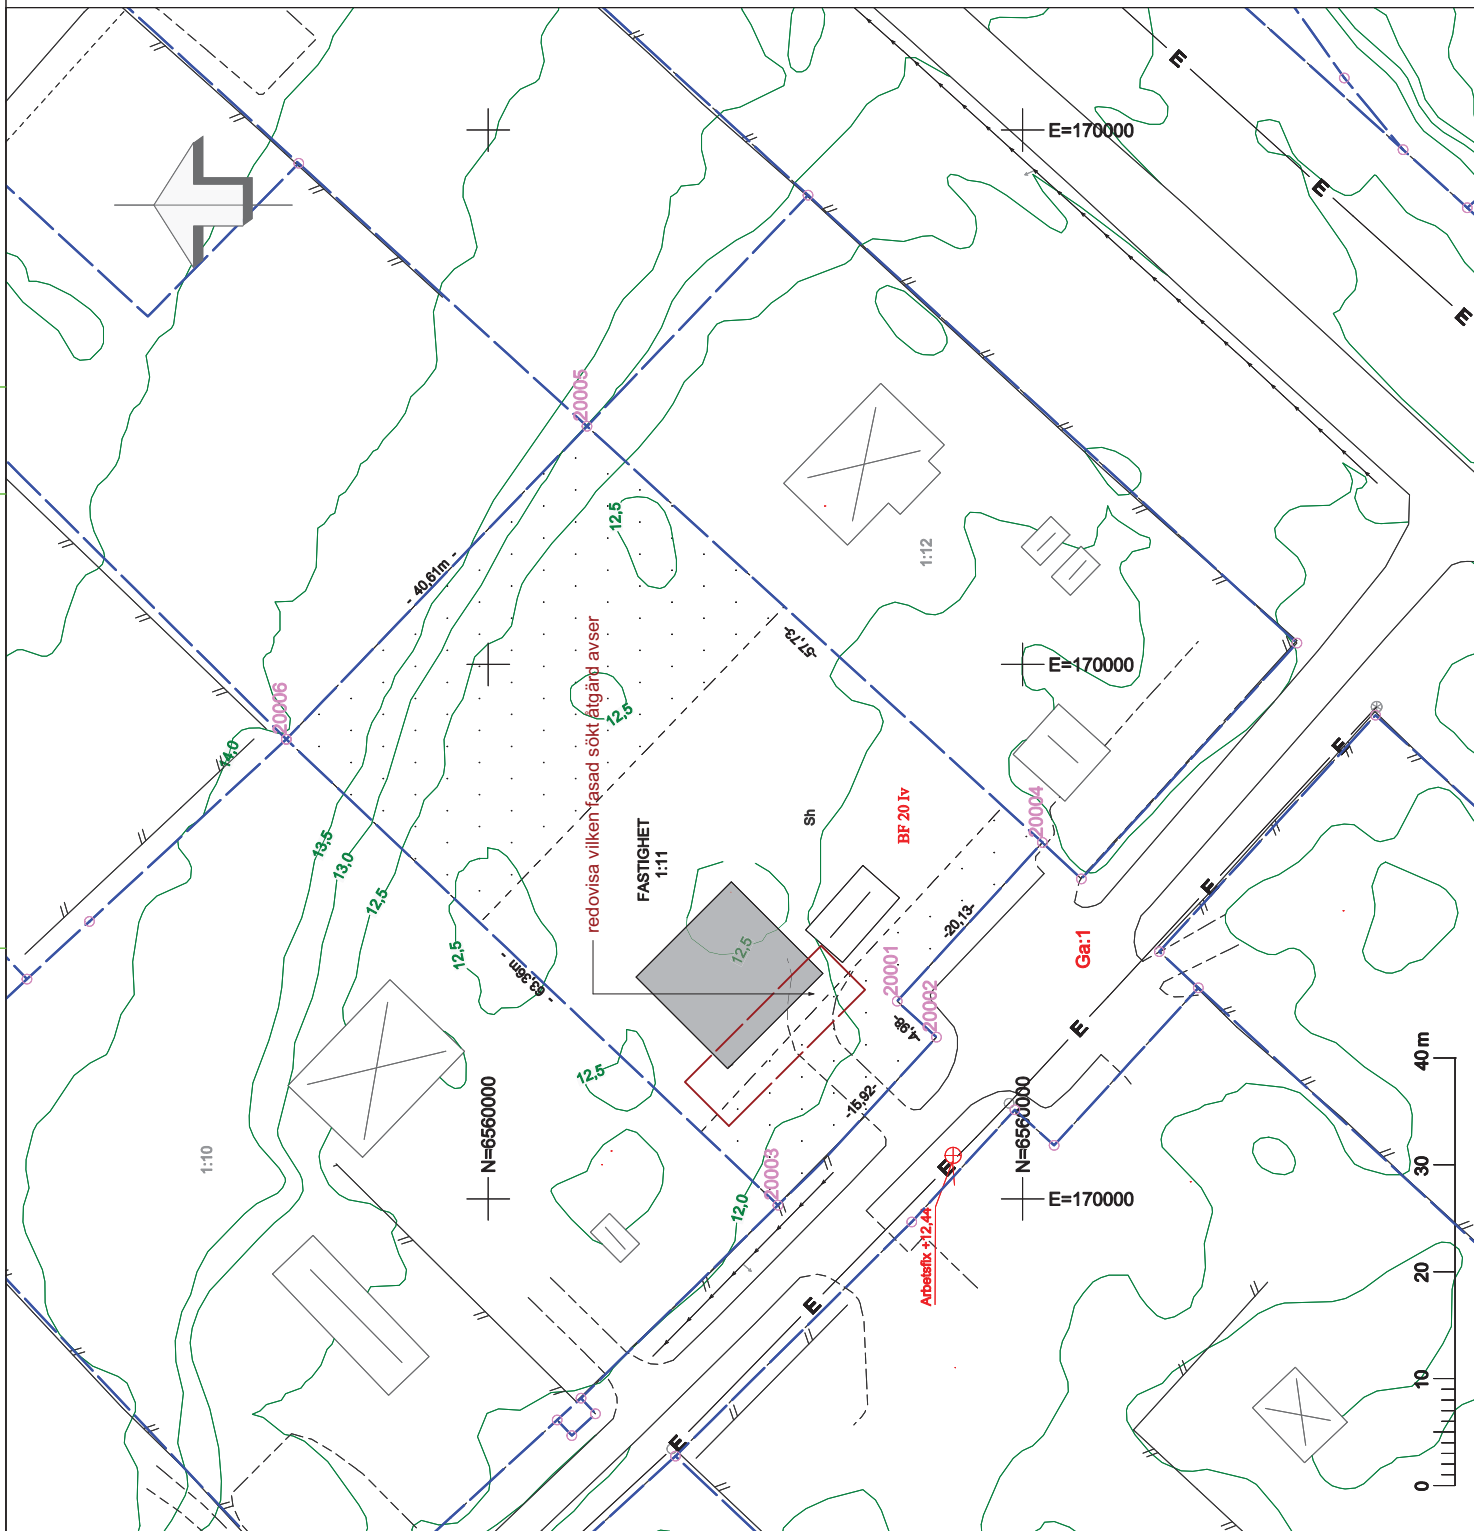 E
E=170000
E
E
20005
- 40,61m -
12,5
1:12
-57,73-
E=170000
20006
14,0
12,5
redovisa vilken fasad sökt åtgärd avser
E
13,5
13,0
12,5
FASTIGHET
1:11
Sh
BF 20 Iv
20004
E
12,5
12,5
- 63,36m -
-20,13-
Ga:1
20001
20002
-4,98-
E
12,5
-15,92-
N=6560000
N=6560000
1:10
E
20003
E=170000
12,0
Arbetsfix +12,44
E
E
0
10
20
30
40 m